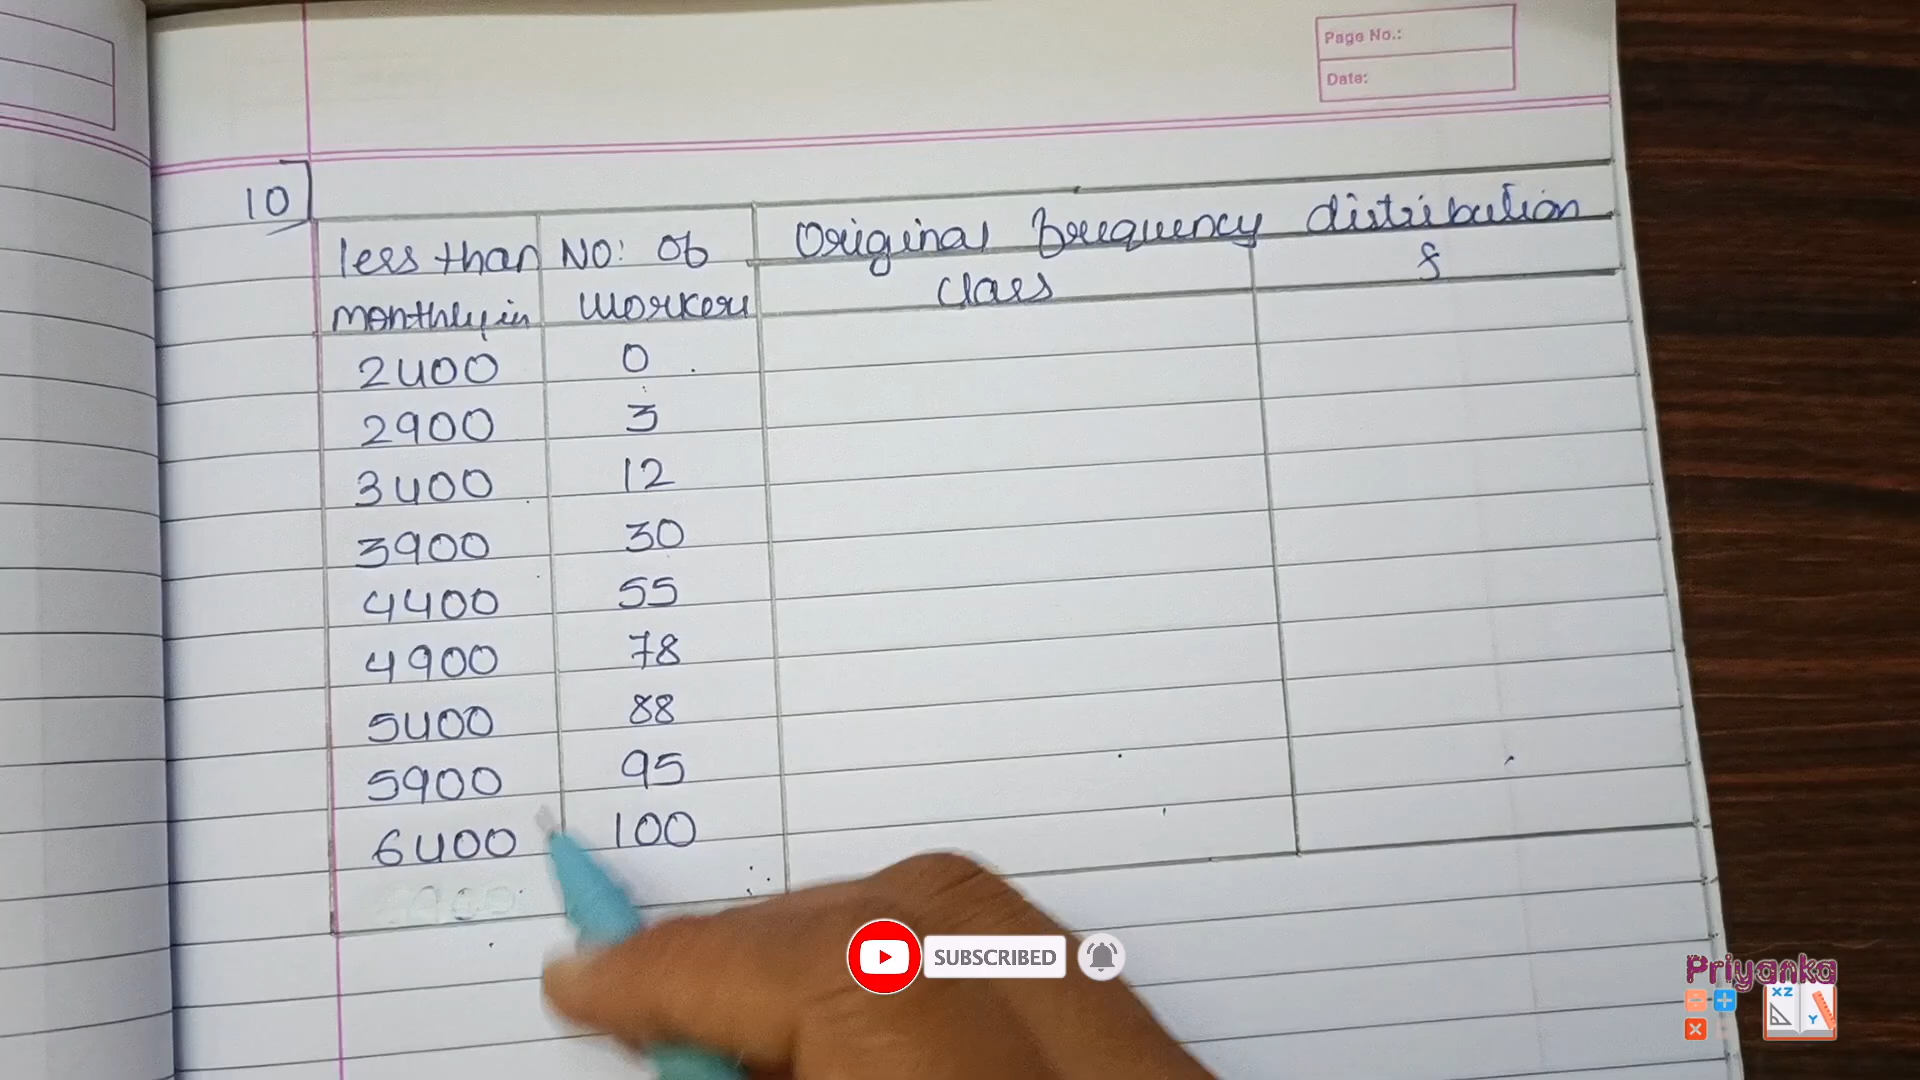 Page No.:
Date:
10
less than NO: of Original frequency distribution
monthly in workers class f
2400 0
2900 3
3400 12
3900 30
4400 55
4900 78
5400 88
5900 95
6400 100
SUBSCRIBED
Priyanka
XZ
Y